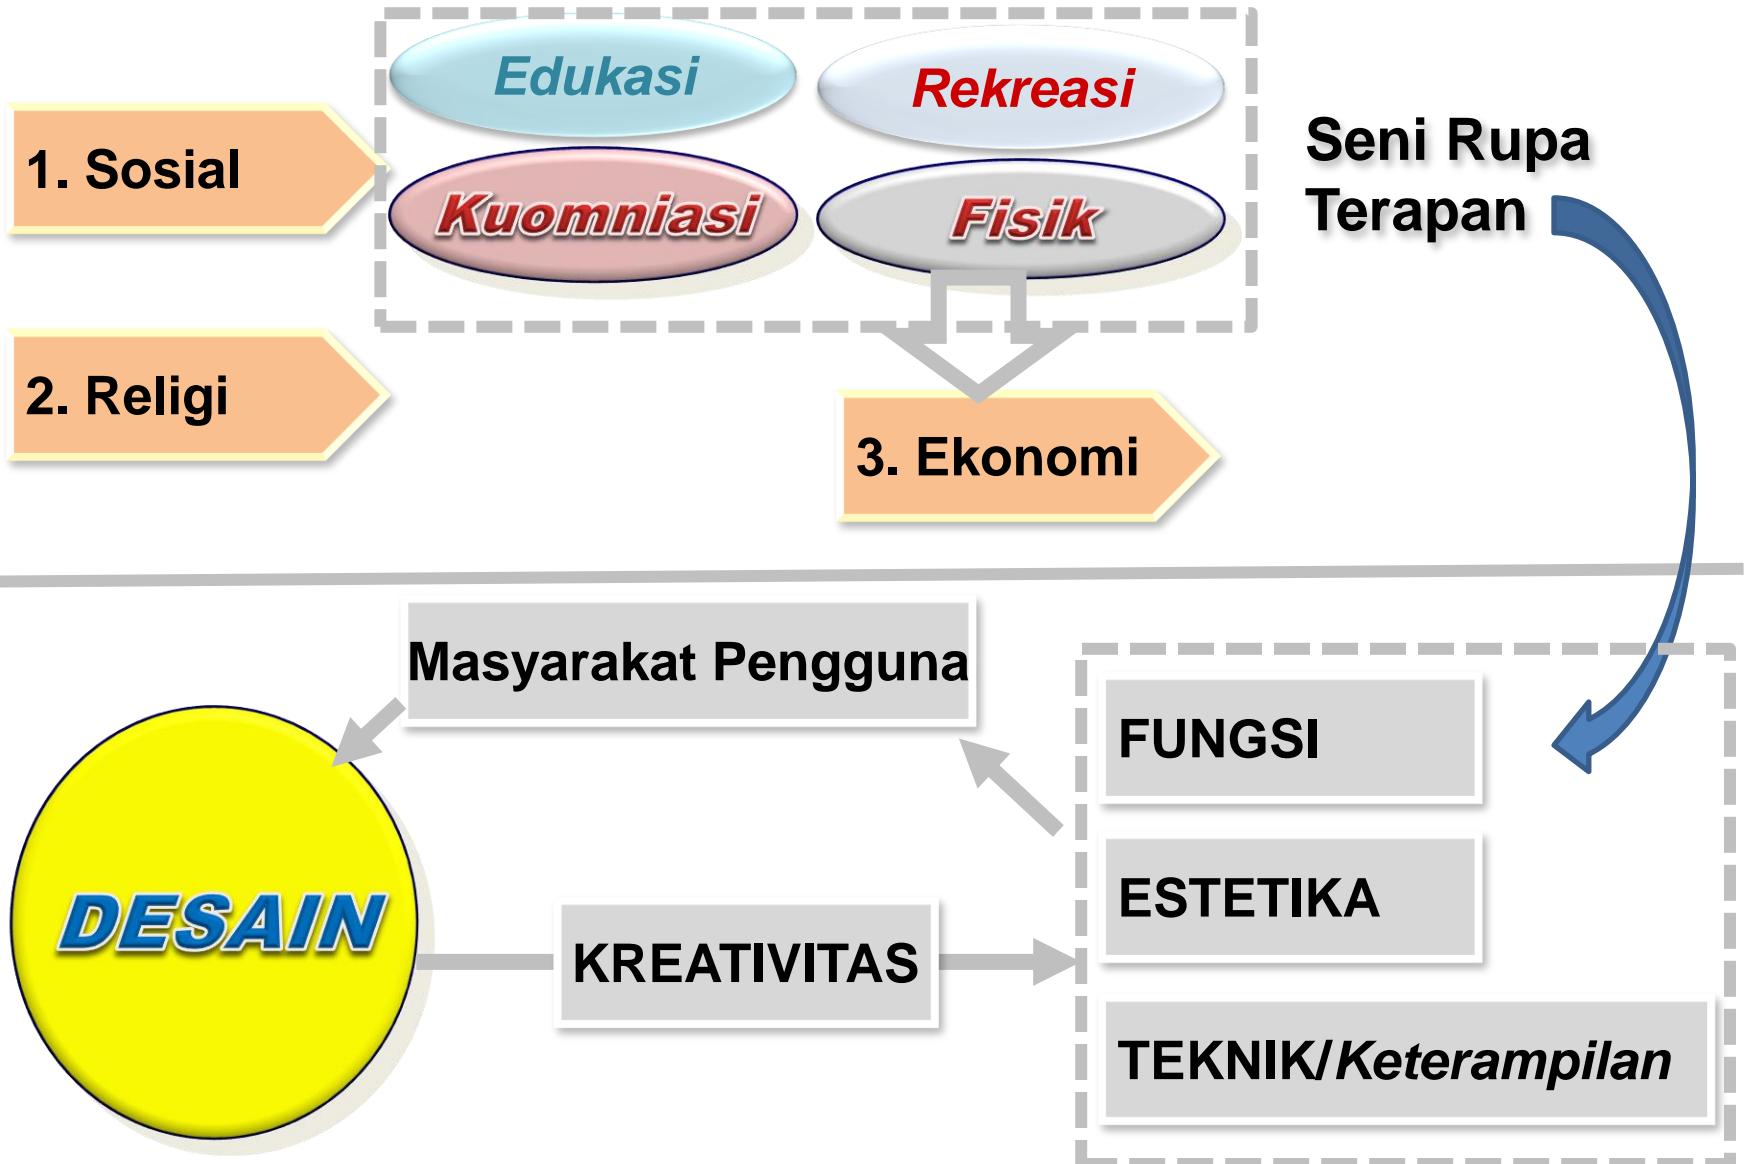 Edukasi
Rekreasi
1. Sosial
Kuomniasi
Fisik
Seni Rupa
Terapan
2. Religi
3. Ekonomi
Masyarakat Pengguna
FUNGSI
ESTETIKA
DESAIN
KREATIVITAS
TEKNIK/Keterampilan